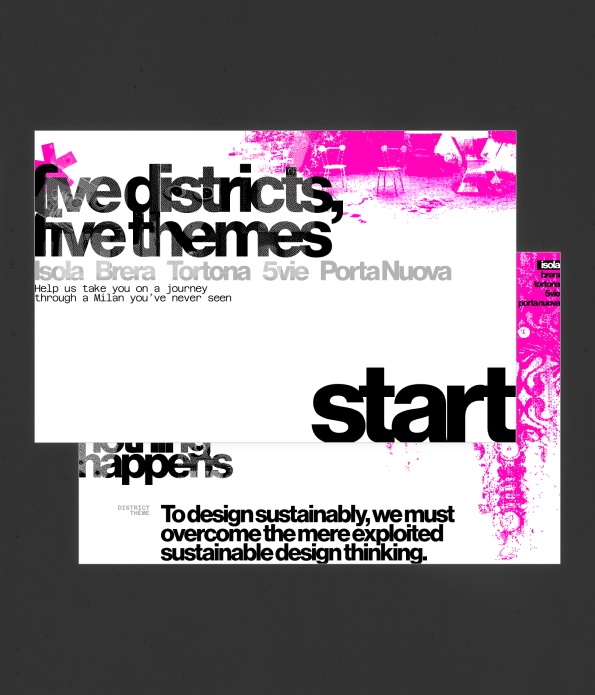 five districts,
five themes
Isola Brera Tortona 5vie PortaNuova
Help us take you on a journey
through a Milan you've never seen
start
isola
brera
tortona
5vie
portanuova
nothing
happens
DISTRICT
THEME
To design sustainably, we must
overcome the mere exploited
sustainable design thinking.